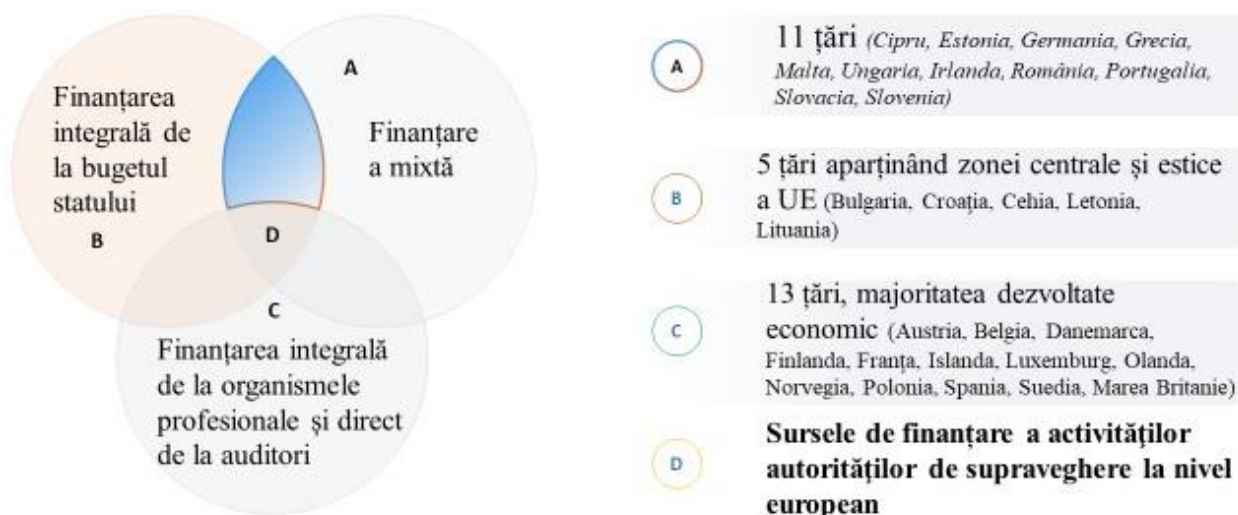 A
Finanțarea
integrală de
la bugetul
statului
B
Finanțare
a mixtă
D
C
Finanțarea integrală
de la organismele
profesionale și direct
de la auditori
A
11 țări (Cipru, Estonia, Germania, Grecia,
Malta, Ungaria, Irlanda, România, Portugalia,
Slovacia, Slovenia)
B
5 țări aparținând zonei centrale și estice
a UE (Bulgaria, Croația, Cehia, Letonia,
Lituania)
C
13 țări, majoritatea dezvoltate
economic (Austria, Belgia, Danemarca,
Finlanda, Franța, Islanda, Luxemburg, Olanda,
Norvegia, Polonia, Spania, Suedia, Marea Britanie)
D
Sursele de finanțare a activităților
autorităților de supraveghere la nivel
european